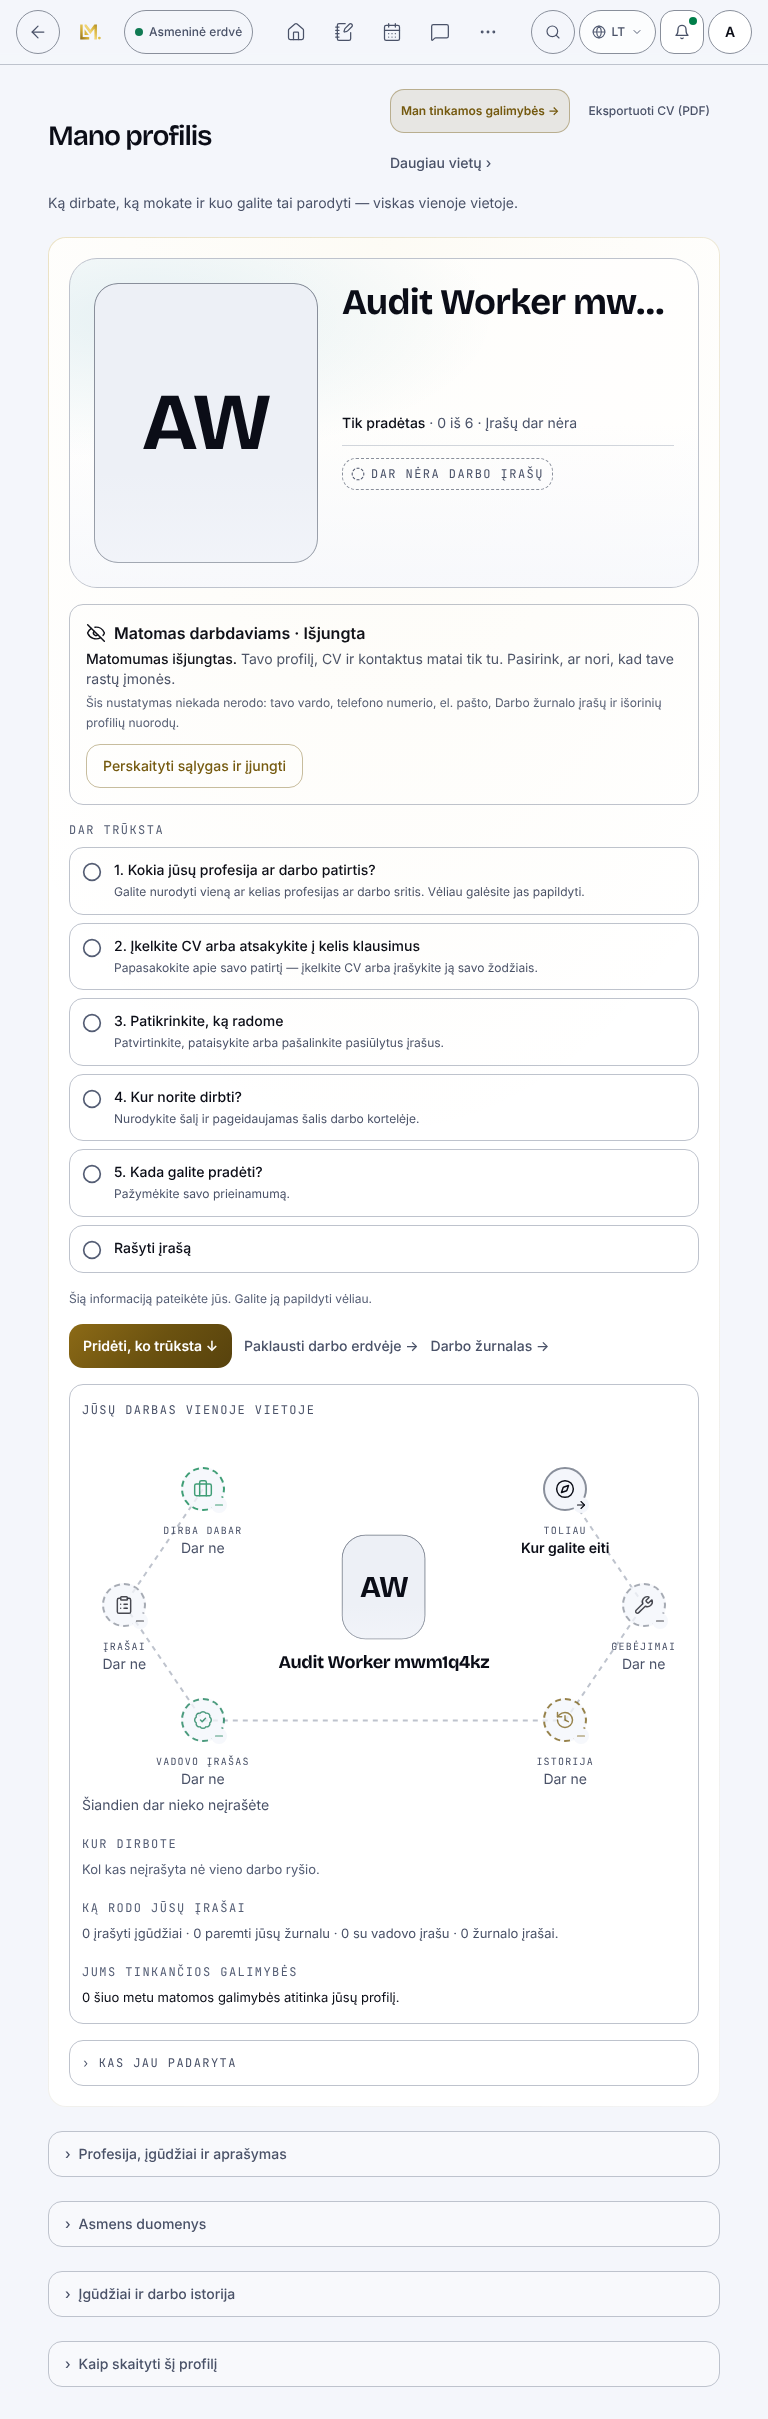 LM.
Asmeninė erdvė
LT
A
Mano profilis
Man tinkamos galimybės →
Eksportuoti CV (PDF)
Daugiau vietų ›
Ką dirbate, ką mokate ir kuo galite tai parodyti — viskas vienoje vietoje.
AW
Audit Worker mw...
Tik pradėtas · 0 iš 6 · Įrašų dar nėra
DAR NĖRA DARBO ĮRAŠŲ
Matomas darbdaviams · Išjungta
Matomumas išjungtas. Tavo profilį, CV ir kontaktus matai tik tu. Pasirink, ar nori, kad tave
rastų įmonės.
Šis nustatymas niekada nerodo: tavo vardo, telefono numerio, el. pašto, Darbo žurnalo įrašų ir išorinių
profilių nuorodų.
Perskaityti sąlygas ir įjungti
DAR TRŪKSTA
1. Kokia jūsų profesija ar darbo patirtis?
Galite nurodyti vieną ar kelias profesijas ar darbo sritis. Vėliau galėsite jas papildyti.
2. Įkelkite CV arba atsakykite į kelis klausimus
Papasakokite apie savo patirtį — įkelkite CV arba įrašykite ją savo žodžiais.
3. Patikrinkite, ką radome
Patvirtinkite, pataisykite arba pašalinkite pasiūlytus įrašus.
4. Kur norite dirbti?
Nurodykite šalį ir pageidaujamas šalis darbo kortelėje.
5. Kada galite pradėti?
Pažymėkite savo prieinamumą.
Rašyti įrašą
Šią informaciją pateikėte jūs. Galite ją papildyti vėliau.
Pridėti, ko trūksta ↓
Paklausti darbo erdvėje →
Darbo žurnalas →
JŪSŲ DARBAS VIENOJE VIETOJE
DIRBA DABAR
Dar ne
TOLIAU
Kur galite eiti
AW
ĮRAŠAI
Dar ne
GEBĖJIMAI
Dar ne
Audit Worker mwm1q4kz
VADOVO ĮRAŠAS
Dar ne
ISTORIJA
Dar ne
Šiandien dar nieko neįrašėte
KUR DIRBOTE
Kol kas neįrašyta nė vieno darbo ryšio.
KĄ RODO JŪSŲ ĮRAŠAI
0 įrašyti įgūdžiai · 0 paremti jūsų žurnalu · 0 su vadovo įrašu · 0 žurnalo įrašai.
JUMS TINKANČIOS GALIMYBĖS
0 šiuo metu matomos galimybės atitinka jūsų profilį.
› KAS JAU PADARYTA
› Profesija, įgūdžiai ir aprašymas
› Asmens duomenys
› Įgūdžiai ir darbo istorija
› Kaip skaityti šį profilį